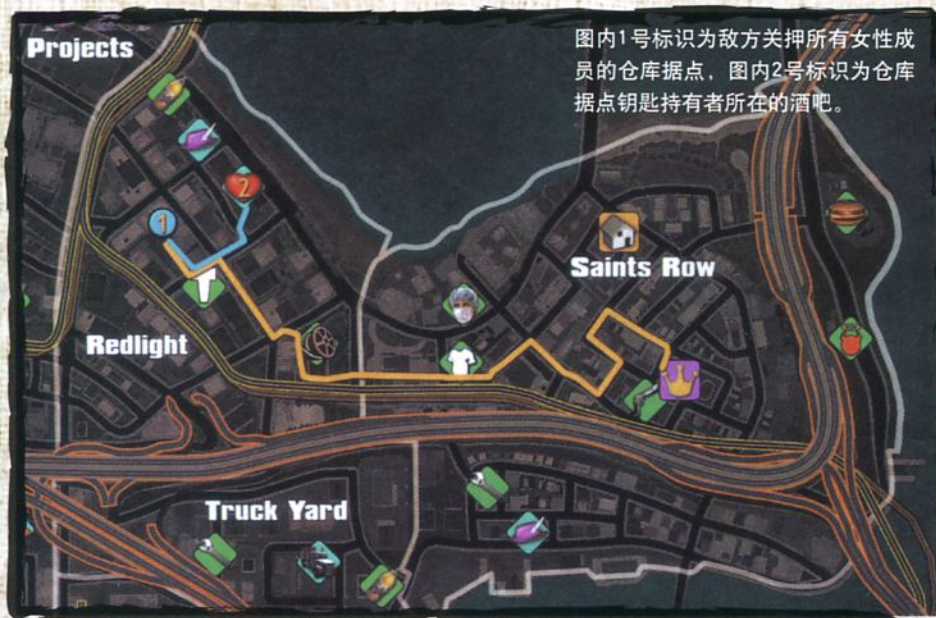 Projects
图内1号标识为敌方关押所有女性成
员的仓库据点，图内2号标识为仓库
据点钥匙持有者所在的酒吧。
2
1
Saints Row
Redlight
Truck Yard